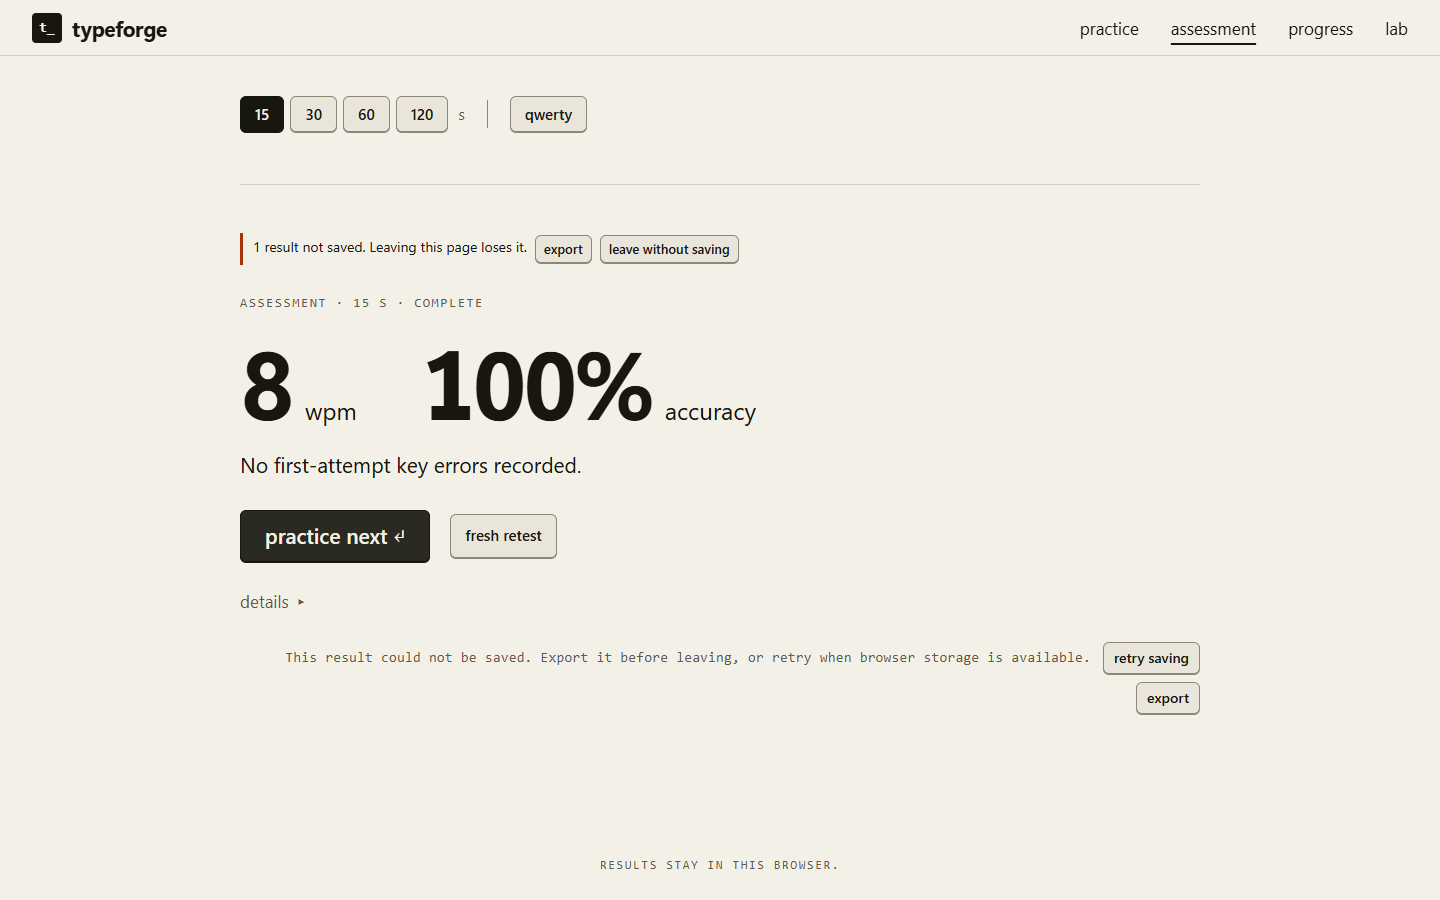 t_ typeforge practice assessment progress lab
15 30 60 120 s qwerty
1 result not saved. Leaving this page loses it. export leave without saving
ASSESSMENT · 15 S · COMPLETE
8 wpm 100% accuracy
No first-attempt key errors recorded.
practice next ↵ fresh retest
details ▸
This result could not be saved. Export it before leaving, or retry when browser storage is available. retry saving
export
RESULTS STAY IN THIS BROWSER.